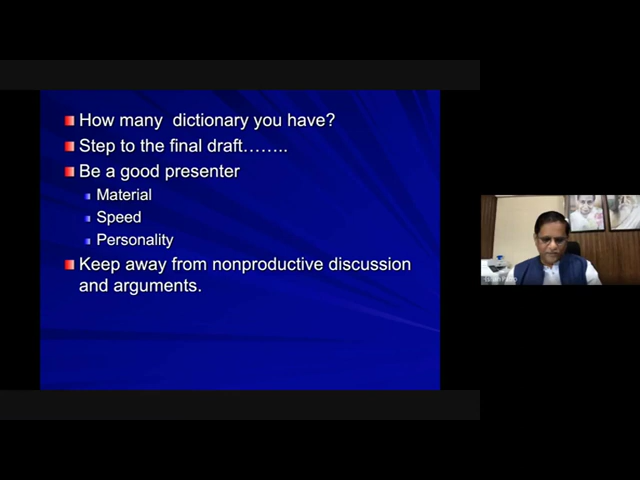 How many dictionary you have?
Step to the final draft……..
Be a good presenter
Material
Speed
Personality
Keep away from nonproductive discussion
and arguments.